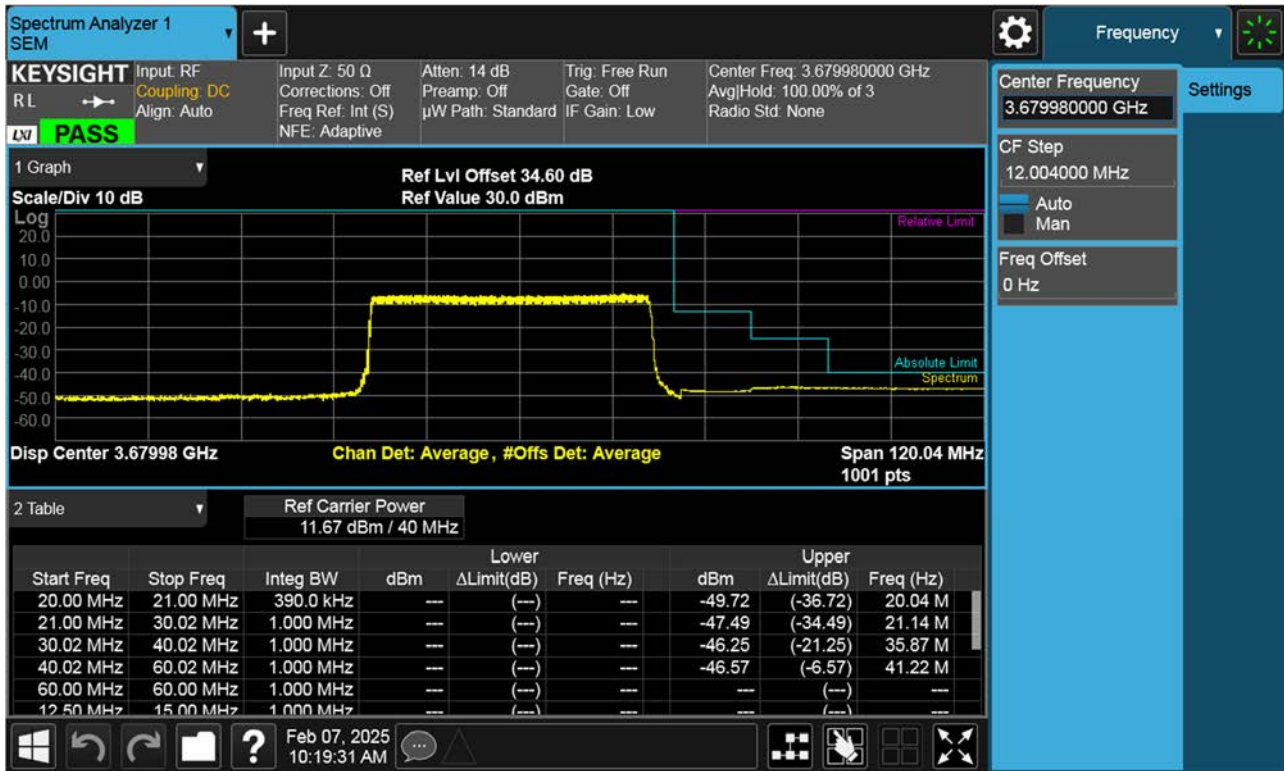 Spectrum Analyzer 1
SEM
Frequency
KEYSIGHT
RL
LXI
PASS
Input: RF
Coupling: DC
Align: Auto
Input Z: 50 Ω
Corrections: Off
Freq Ref: Int (S)
NFE: Adaptive
Atten: 14 dB
Preamp: Off
µW Path: Standard
Trig: Free Run
Gate: Off
IF Gain: Low
Center Freq: 3.679980000 GHz
Avg|Hold: 100.00% of 3
Radio Std: None
Center Frequency
3.679980000 GHz
Settings
CF Step
12.004000 MHz
Auto
Man
Freq Offset
0 Hz
1 Graph
Ref Lvl Offset 34.60 dB
Scale/Div 10 dB
Ref Value 30.0 dBm
Log
Relative Limit
20.0
10.0
0.00
-10.0
-20.0
-30.0
Absolute Limit
-40.0
Spectrum
-50.0
-60.0
Disp Center 3.67998 GHz
Chan Det: Average, #Offs Det: Average
Span 120.04 MHz
1001 pts
2 Table
Ref Carrier Power
11.67 dBm / 40 MHz
Lower Upper
Start Freq Stop Freq Integ BW dBm ΔLimit(dB) Freq (Hz) dBm ΔLimit(dB) Freq (Hz)
20.00 MHz 21.00 MHz 390.0 kHz --- (---) --- -49.72 (-36.72) 20.04 M
21.00 MHz 30.02 MHz 1.000 MHz --- (---) --- -47.49 (-34.49) 21.14 M
30.02 MHz 40.02 MHz 1.000 MHz --- (---) --- -46.25 (-21.25) 35.87 M
40.02 MHz 60.02 MHz 1.000 MHz --- (---) --- -46.57 (-6.57) 41.22 M
60.00 MHz 60.00 MHz 1.000 MHz --- (---) --- --- (---) ---
12.50 MHz 15.00 MHz 1.000 MHz --- (---) --- --- (---) ---
?
Feb 07, 2025
10:19:31 AM